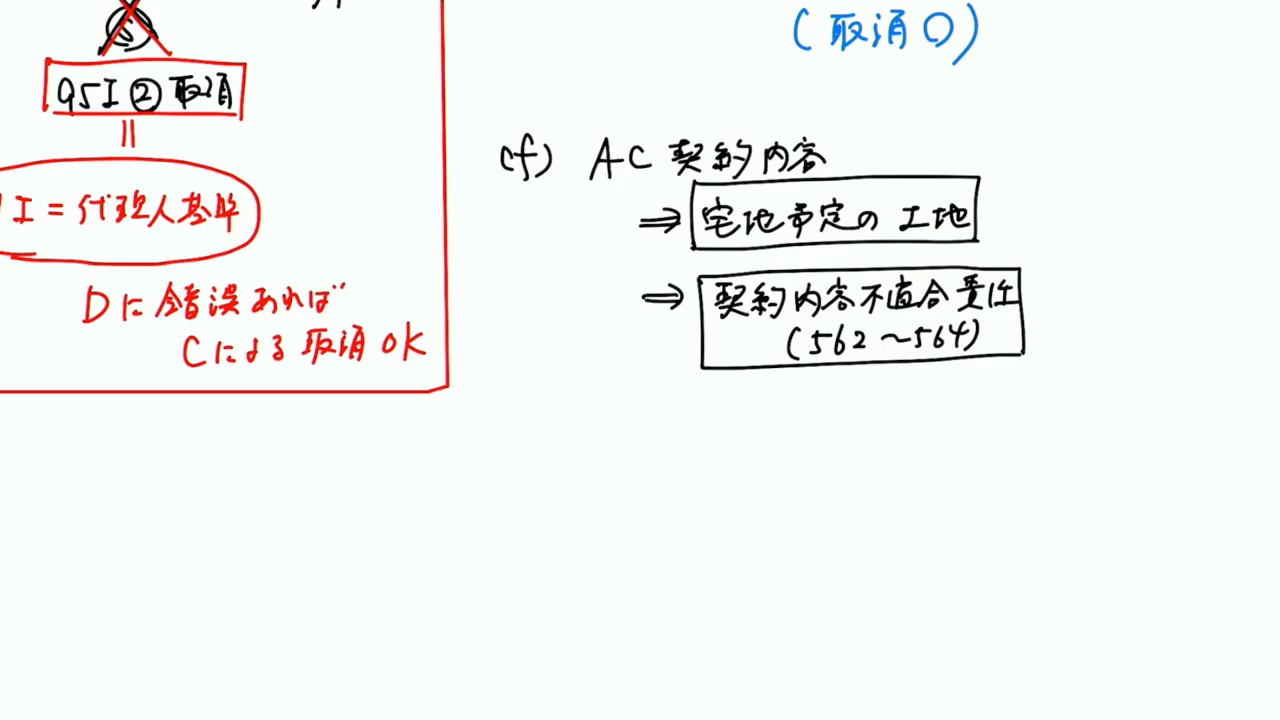 (取消〇)
95I②取消
||
I=代理人基準
Dに錯誤あれば
Cによる取消OK
cf) AC契約内容
⇒ 宅地予定の土地
⇒ 契約内容不適合責任
(562〜564)